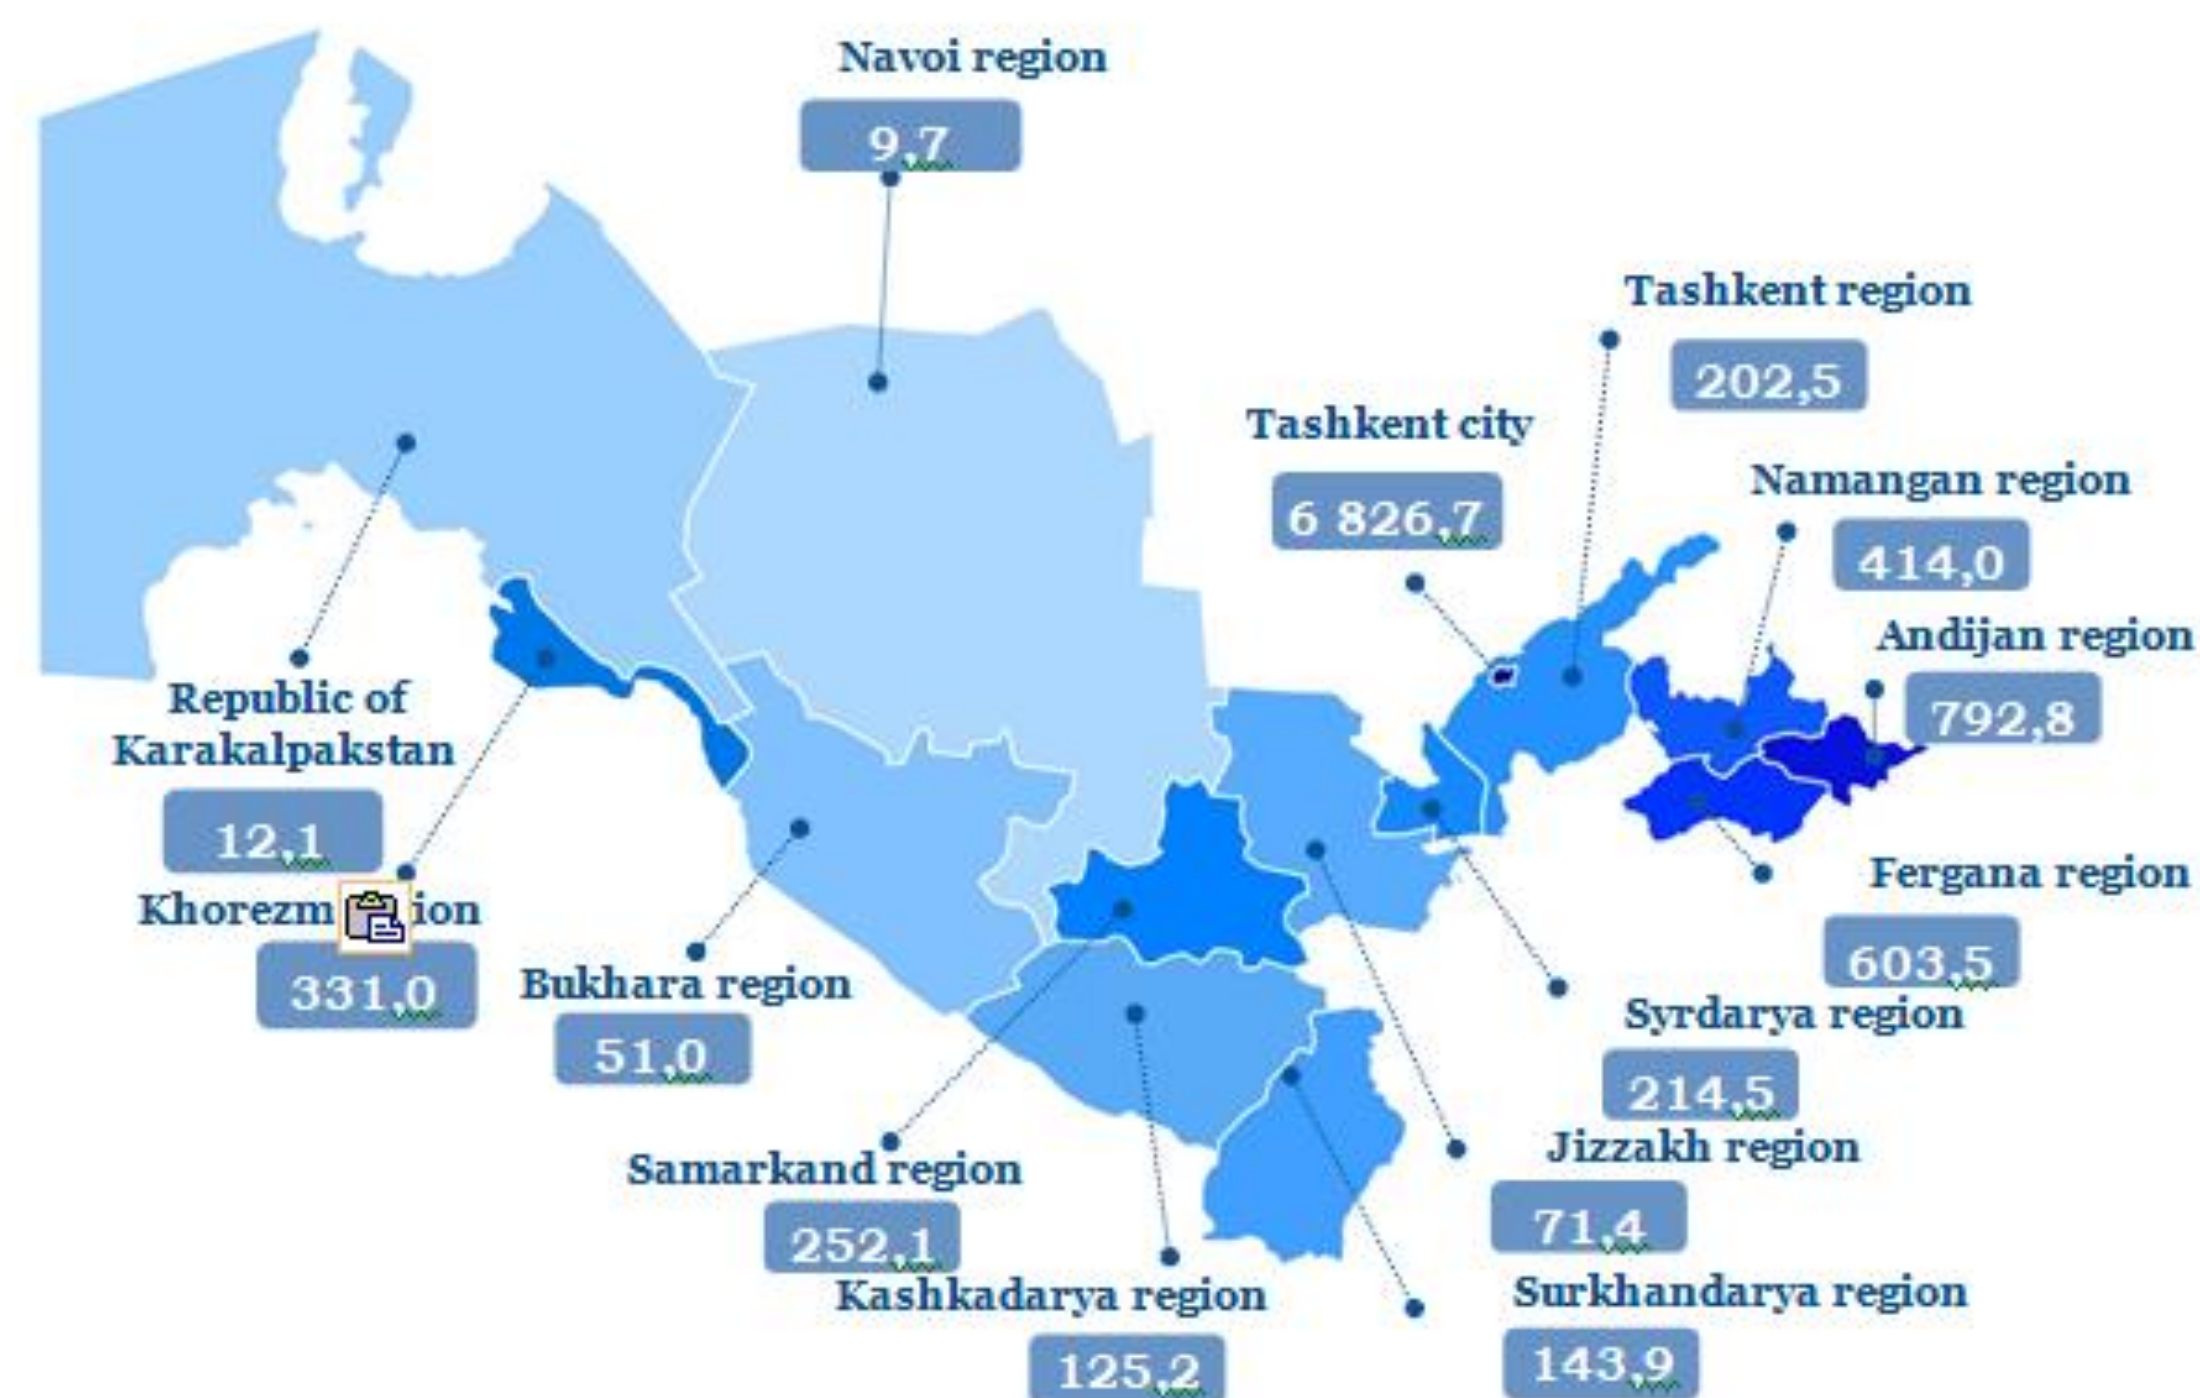 Navoi region
9,7
Tashkent region
202,5
Tashkent city
6 826,7
Namangan region
414,0
Andijan region
792,8
Republic of
Karakalpakstan
12,1
Khorezm ion
331,0
Bukhara region
51,0
Fergana region
603,5
Syrdarya region
214,5
Samarkand region
252,1
Jizzakh region
71,4
Kashkadarya region
125,2
Surkhandarya region
143,9